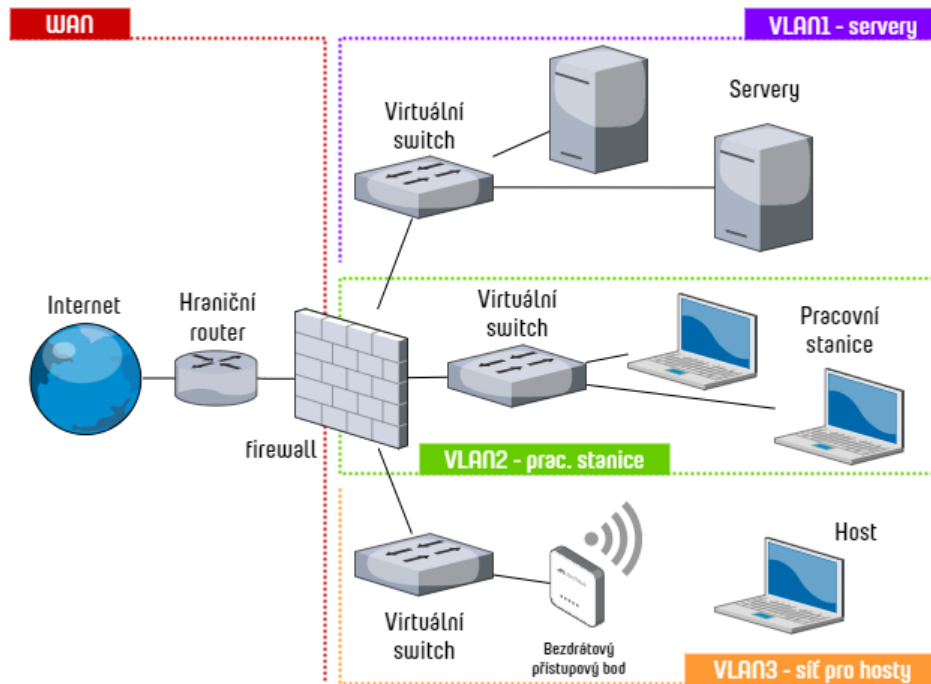 WAN
VLAN1 - servery
Virtuální
switch
Servery
Internet
Hraniční
router
firewall
Virtuální
switch
Pracovní
stanice
VLAN2 - prac. stanice
Virtuální
switch
Bezdrátový
přístupový bod
Host
VLAN3 - síť pro hosty